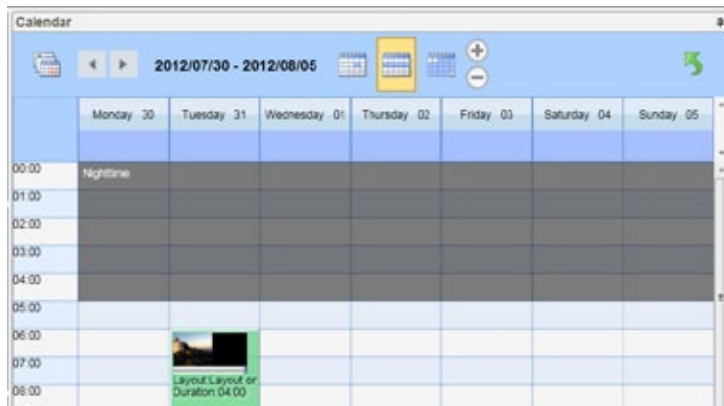 Calendar
2012/07/30 - 2012/08/05
Monday 30 Tuesday 31 Wednesday 01 Thursday 02 Friday 03 Saturday 04 Sunday 05
00:00 Nighttime
01:00
02:00
03:00
04:00
05:00
06:00
07:00
Layout:Layout or
08:00 Duration:04:00